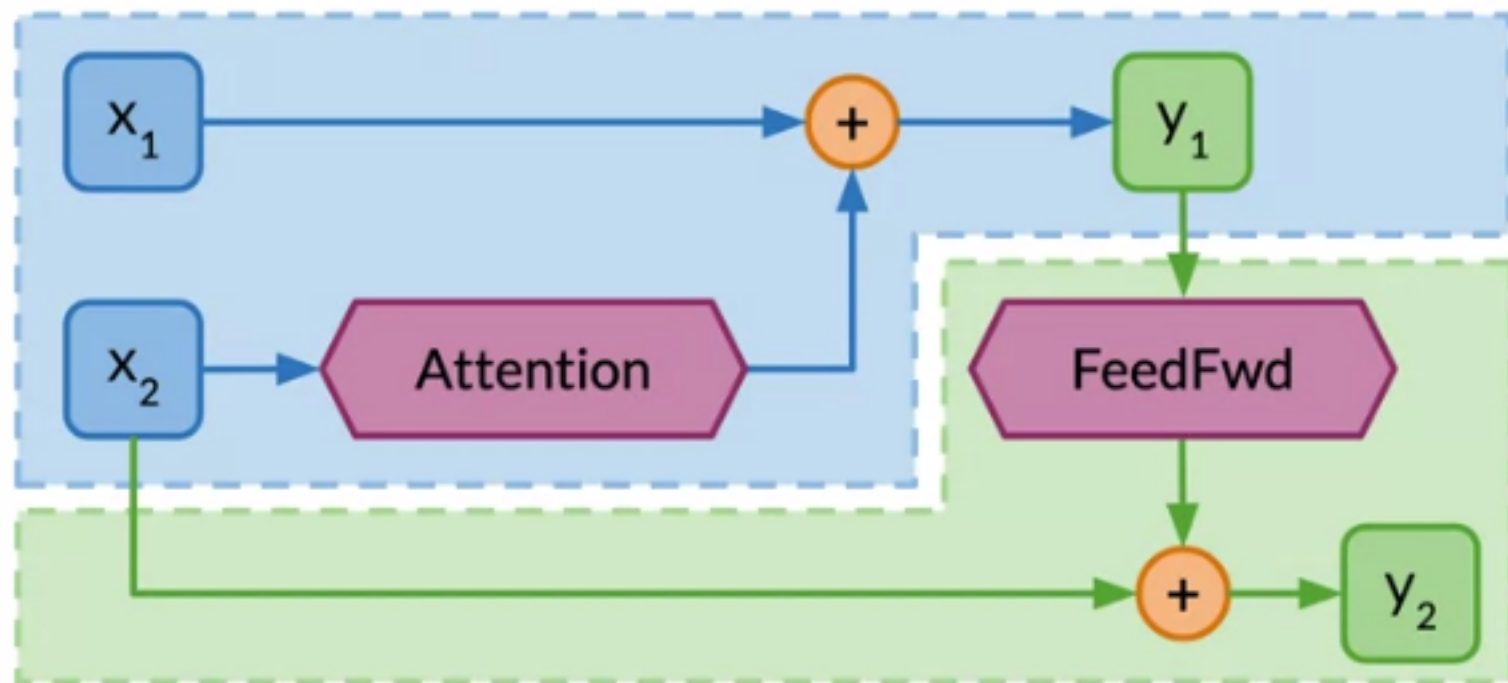 x1
+
y1
x2
Attention
FeedFwd
+
y2